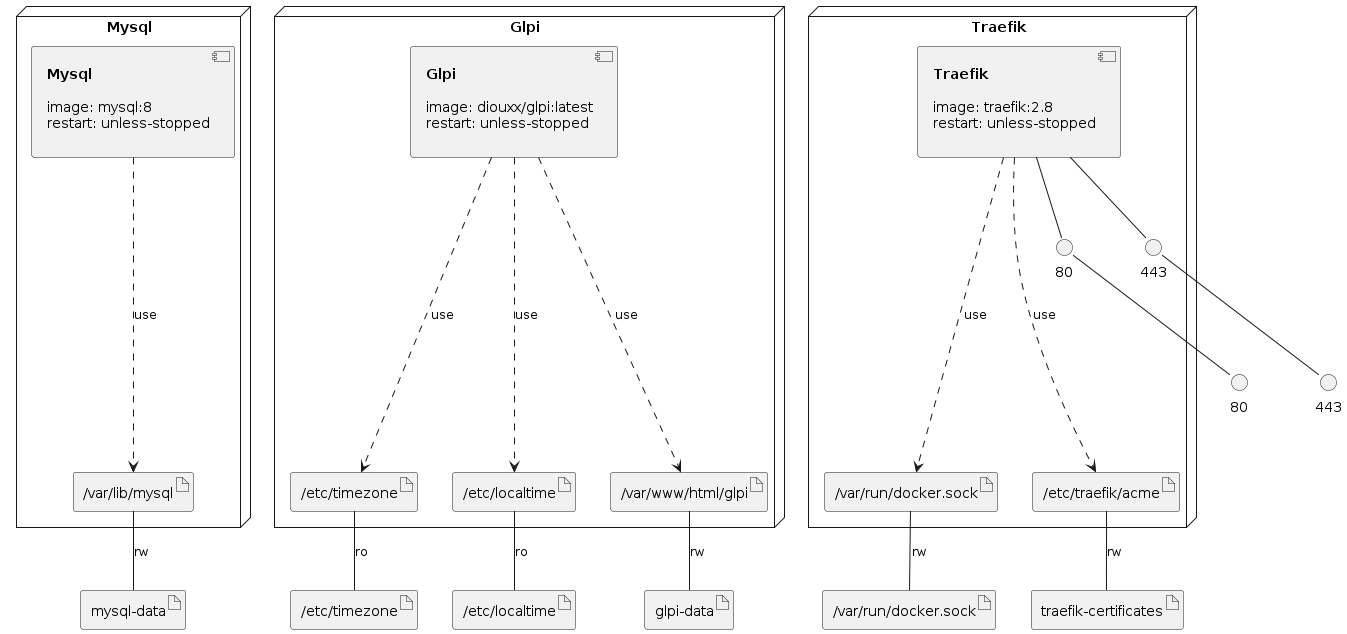 Mysql
Glpi
Traefik
Mysql
image: mysql:8
restart: unless-stopped
Glpi
image: diouxx/glpi:latest
restart: unless-stopped
Traefik
image: traefik:2.8
restart: unless-stopped
80
443
use
use
use
use
use
use
80
443
/var/lib/mysql
/etc/timezone
/etc/localtime
/var/www/html/glpi
/var/run/docker.sock
/etc/traefik/acme
rw
ro
ro
rw
rw
rw
mysql-data
/etc/timezone
/etc/localtime
glpi-data
/var/run/docker.sock
traefik-certificates